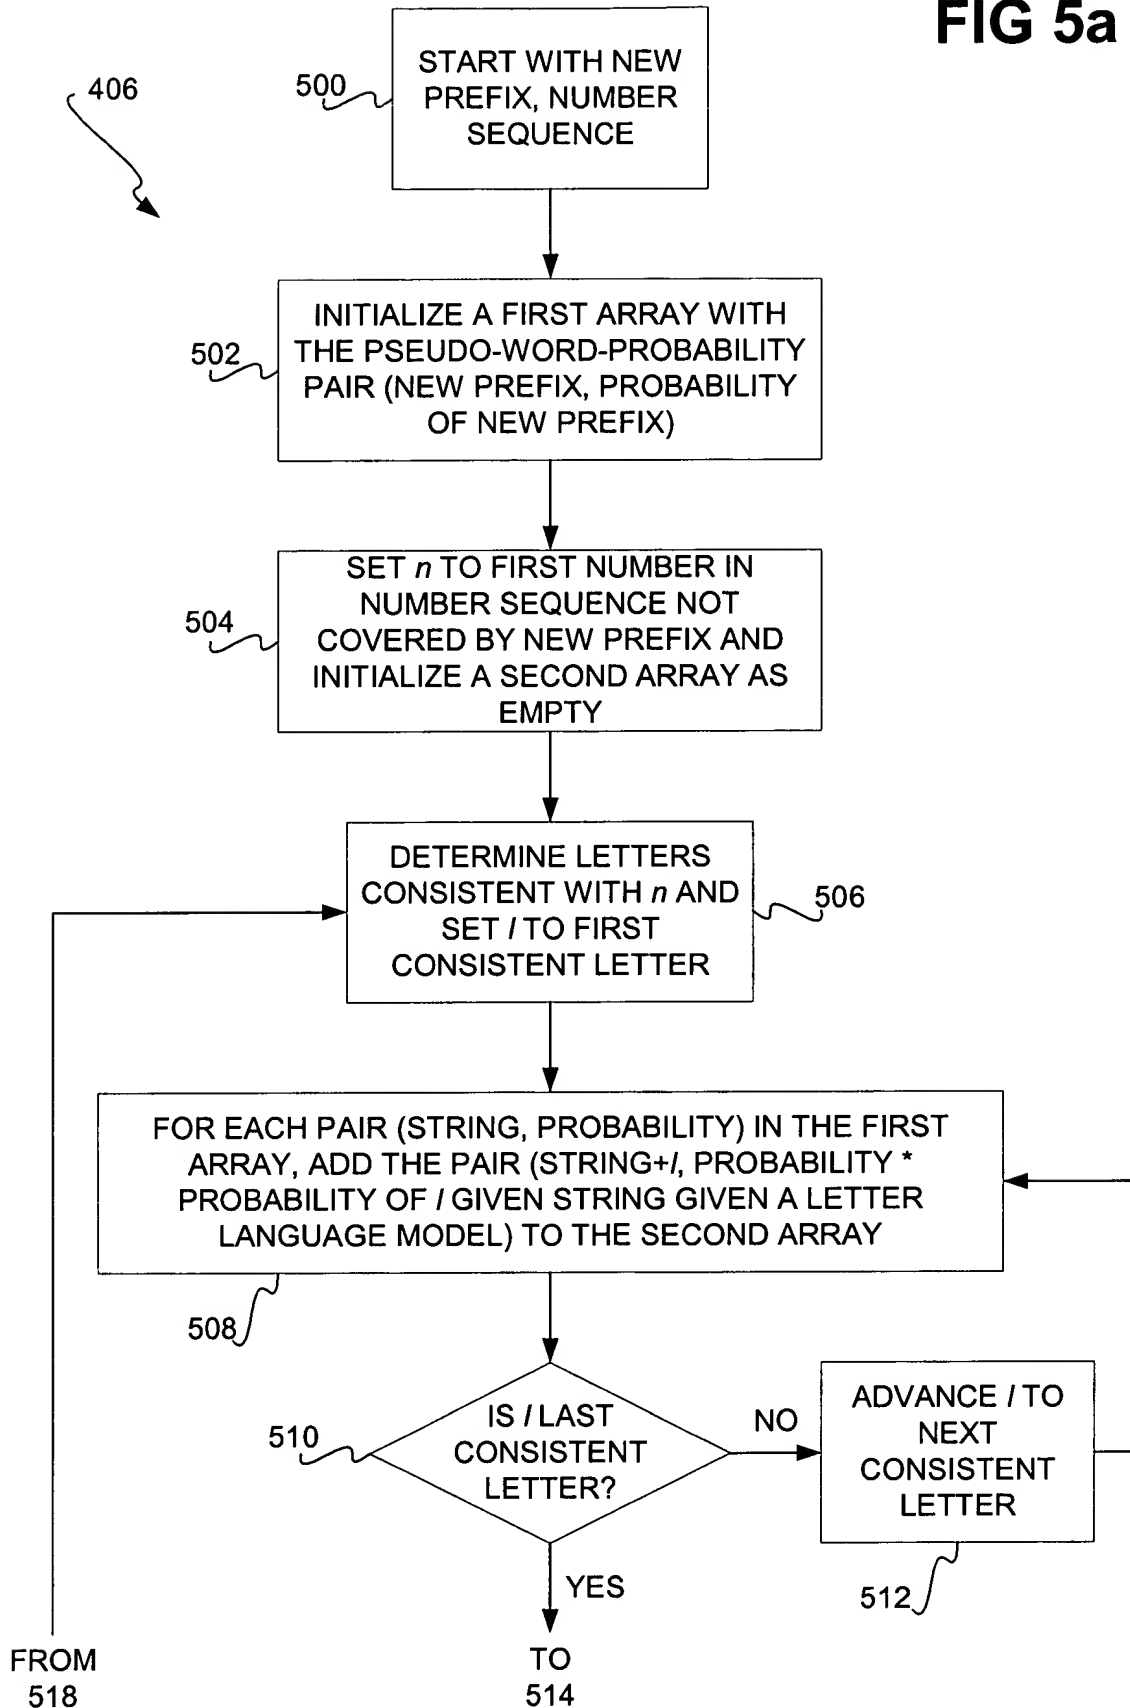 FIG 5a
406
500
START WITH NEW
PREFIX, NUMBER
SEQUENCE
502
INITIALIZE A FIRST ARRAY WITH
THE PSEUDO-WORD-PROBABILITY
PAIR (NEW PREFIX, PROBABILITY
OF NEW PREFIX)
504
SET n TO FIRST NUMBER IN
NUMBER SEQUENCE NOT
COVERED BY NEW PREFIX AND
INITIALIZE A SECOND ARRAY AS
EMPTY
DETERMINE LETTERS
CONSISTENT WITH n AND
SET l TO FIRST
CONSISTENT LETTER
506
FOR EACH PAIR (STRING, PROBABILITY) IN THE FIRST
ARRAY, ADD THE PAIR (STRING+l, PROBABILITY *
PROBABILITY OF l GIVEN STRING GIVEN A LETTER
LANGUAGE MODEL) TO THE SECOND ARRAY
508
510
IS l LAST
CONSISTENT
LETTER?
NO
ADVANCE l TO
NEXT
CONSISTENT
LETTER
512
YES
FROM
518
TO
514